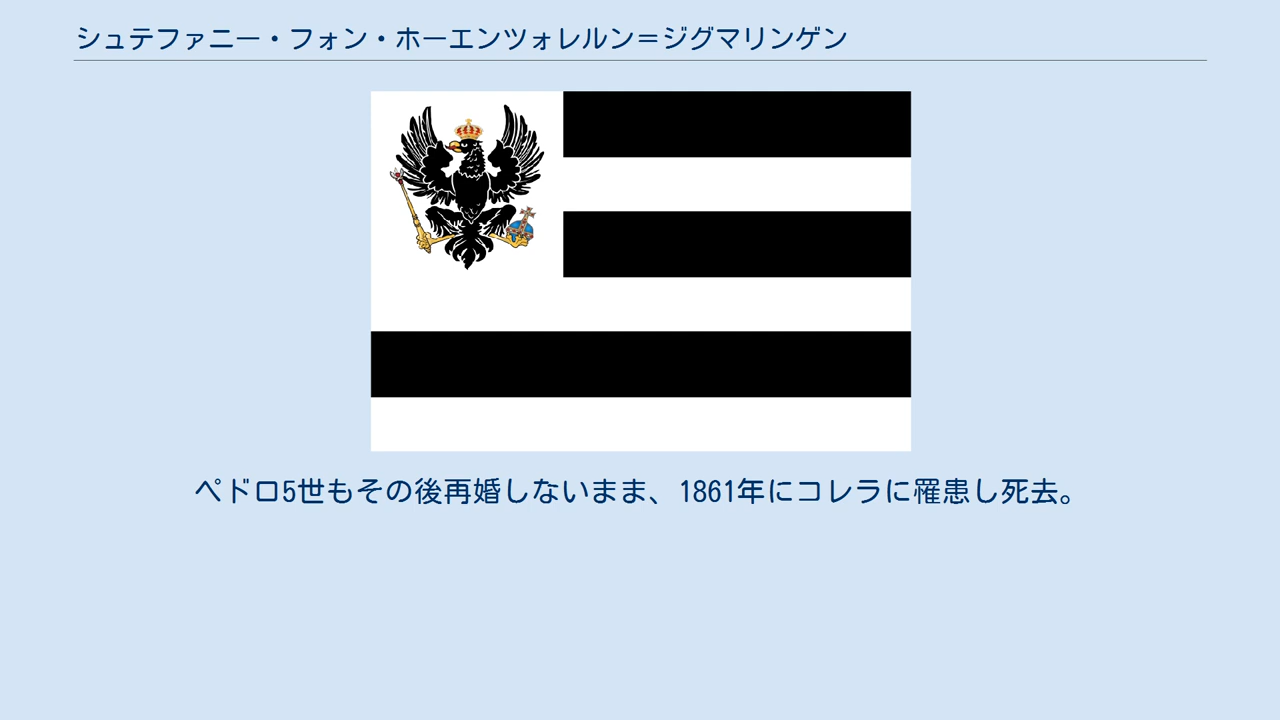 シュテファニー・フォン・ホーエンツォレルン＝ジグマリンゲン
ペドロ5世もその後再婚しないまま、1861年にコレラに罹患し死去。